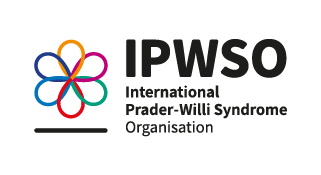 IPWSO
International
Prader-Willi Syndrome
Organisation